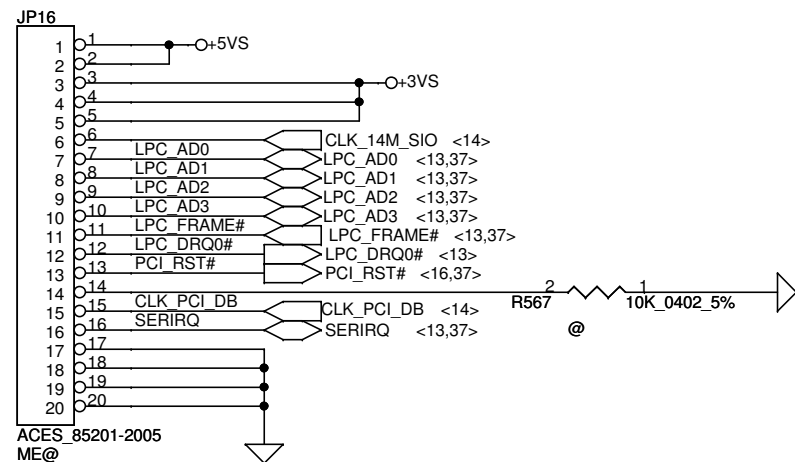 JP16
1 1 +5VS
2 2
3 3 +3VS
4 4
5 5
6 6 CLK_14M_SIO <14>
7 7 LPC_AD0 LPC_AD0 <13,37>
8 8 LPC_AD1 LPC_AD1 <13,37>
9 9 LPC_AD2 LPC_AD2 <13,37>
10 10 LPC_AD3 LPC_AD3 <13,37>
11 11 LPC_FRAME# LPC_FRAME# <13,37>
12 12 LPC_DRQ0# LPC_DRQ0# <13>
13 13 PCI_RST# PCI_RST# <16,37>
14 14 2 1
R567 10K_0402_5%
15 15 CLK_PCI_DB CLK_PCI_DB <14>
16 16 SERIRQ SERIRQ <13,37>
@
17 17
18 18
19 19
20 20
ACES_85201-2005
ME@